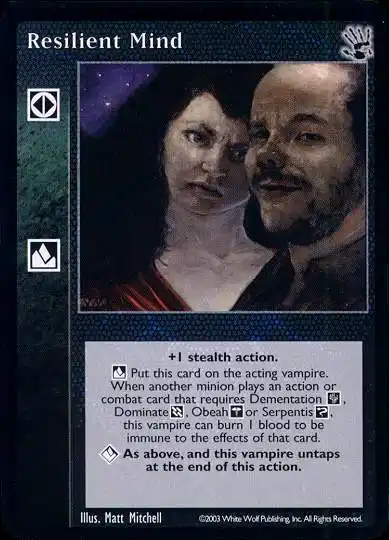 Resilient Mind
+1 stealth action.
Put this card on the acting vampire.
When another minion plays an action or
combat card that requires Dementation,
Dominate, Obeah or Serpentis,
this vampire can burn 1 blood to be
immune to the effects of that card.
As above, and this vampire untaps
at the end of this action.
Illus. Matt Mitchell
©2003 White Wolf Publishing, Inc. All Rights Reserved.